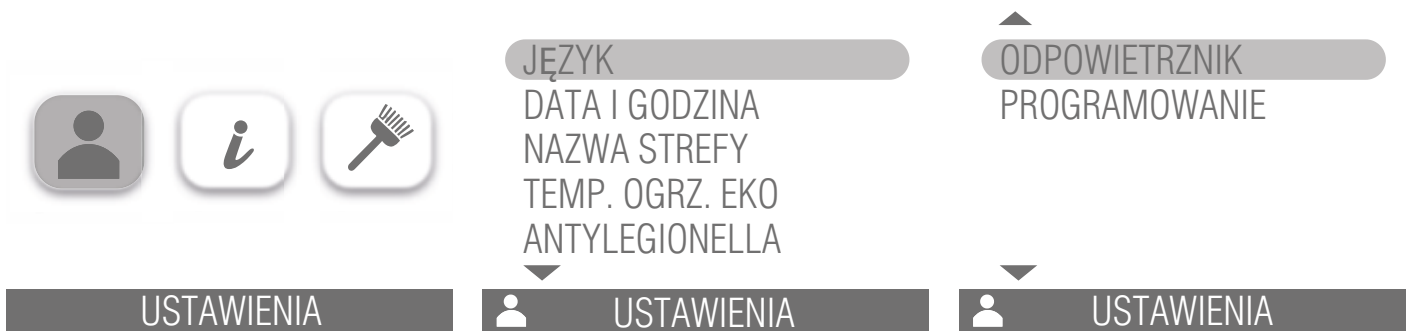 i
USTAWIENIA
JĘZYK
DATA I GODZINA
NAZWA STREFY
TEMP. OGRZ. EKO
ANTYLEGIONELLA
USTAWIENIA
ODPOWIETRZNIK
PROGRAMOWANIE
USTAWIENIA